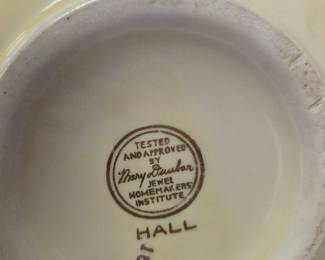 TESTED
AND APPROVED
BY
Mary Dunbar
JEWEL
HOMEMAKERS
INSTITUTE
HALL